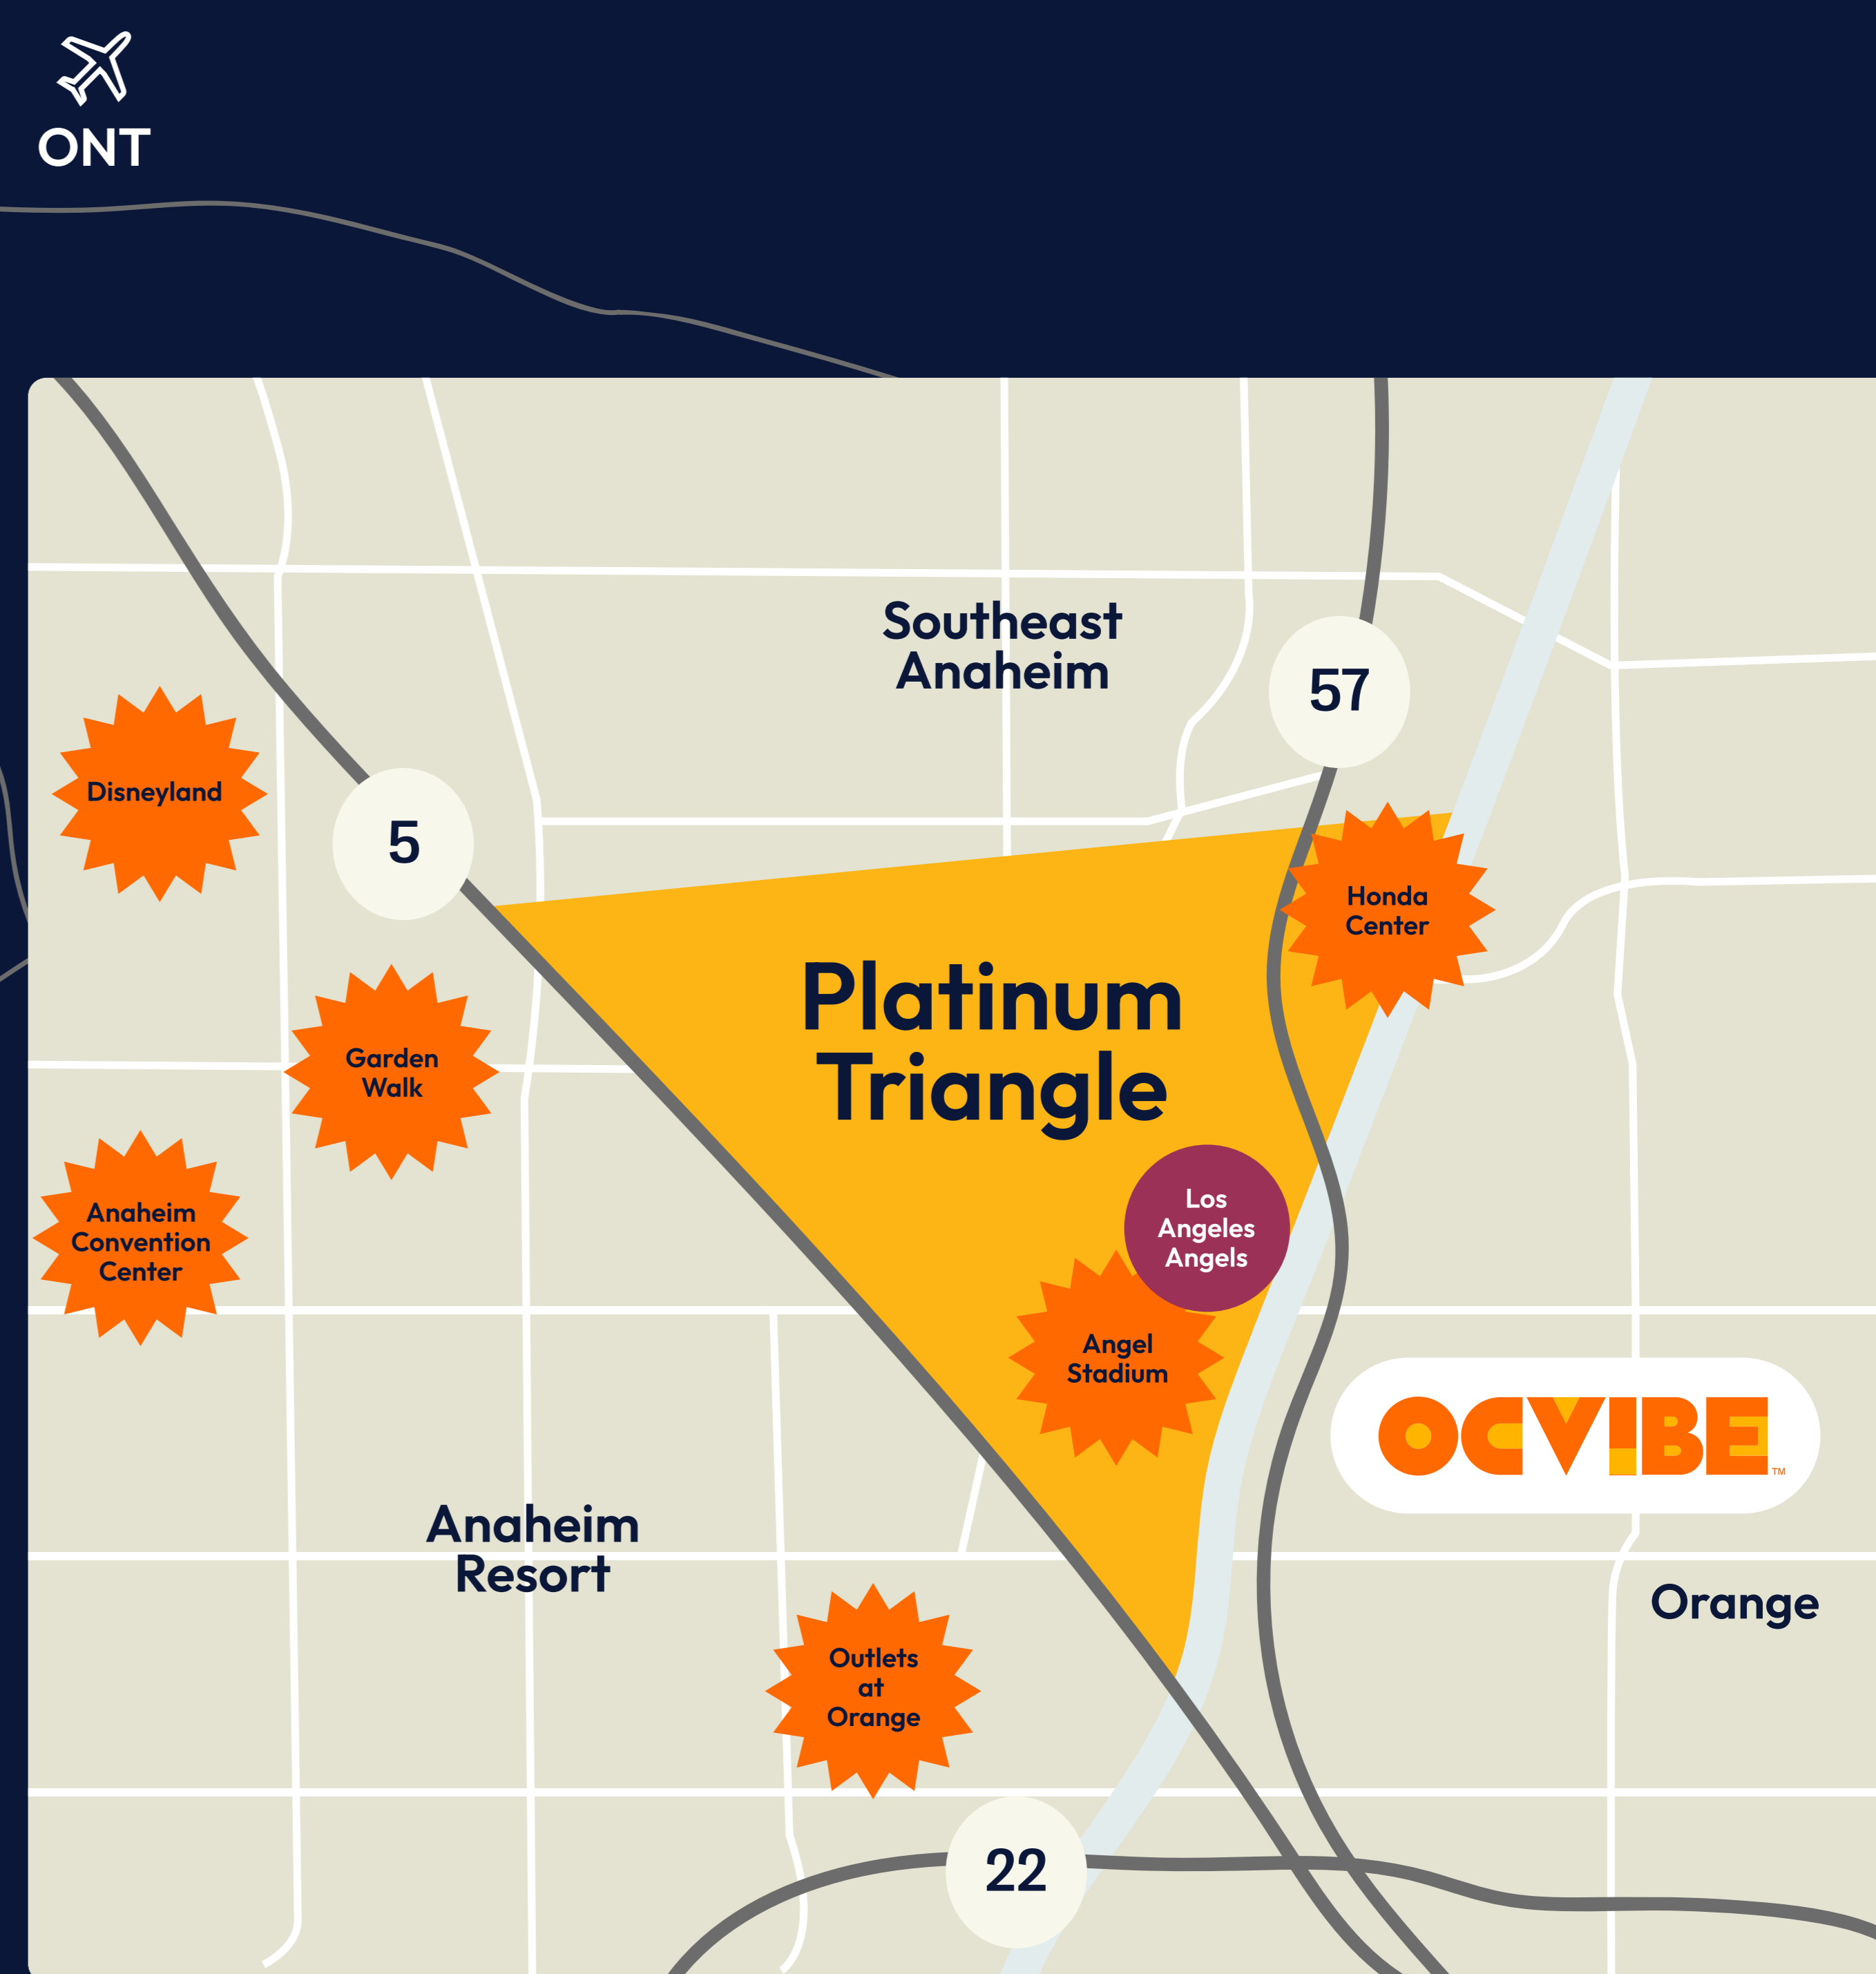 ONT
Southeast
Anaheim
57
Disneyland
5
Honda
Center
Platinum
Triangle
Garden
Walk
Los
Angeles
Angels
Anaheim
Convention
Center
Angel
Stadium
OCVIBE™
Anaheim
Resort
Orange
Outlets
at
Orange
22